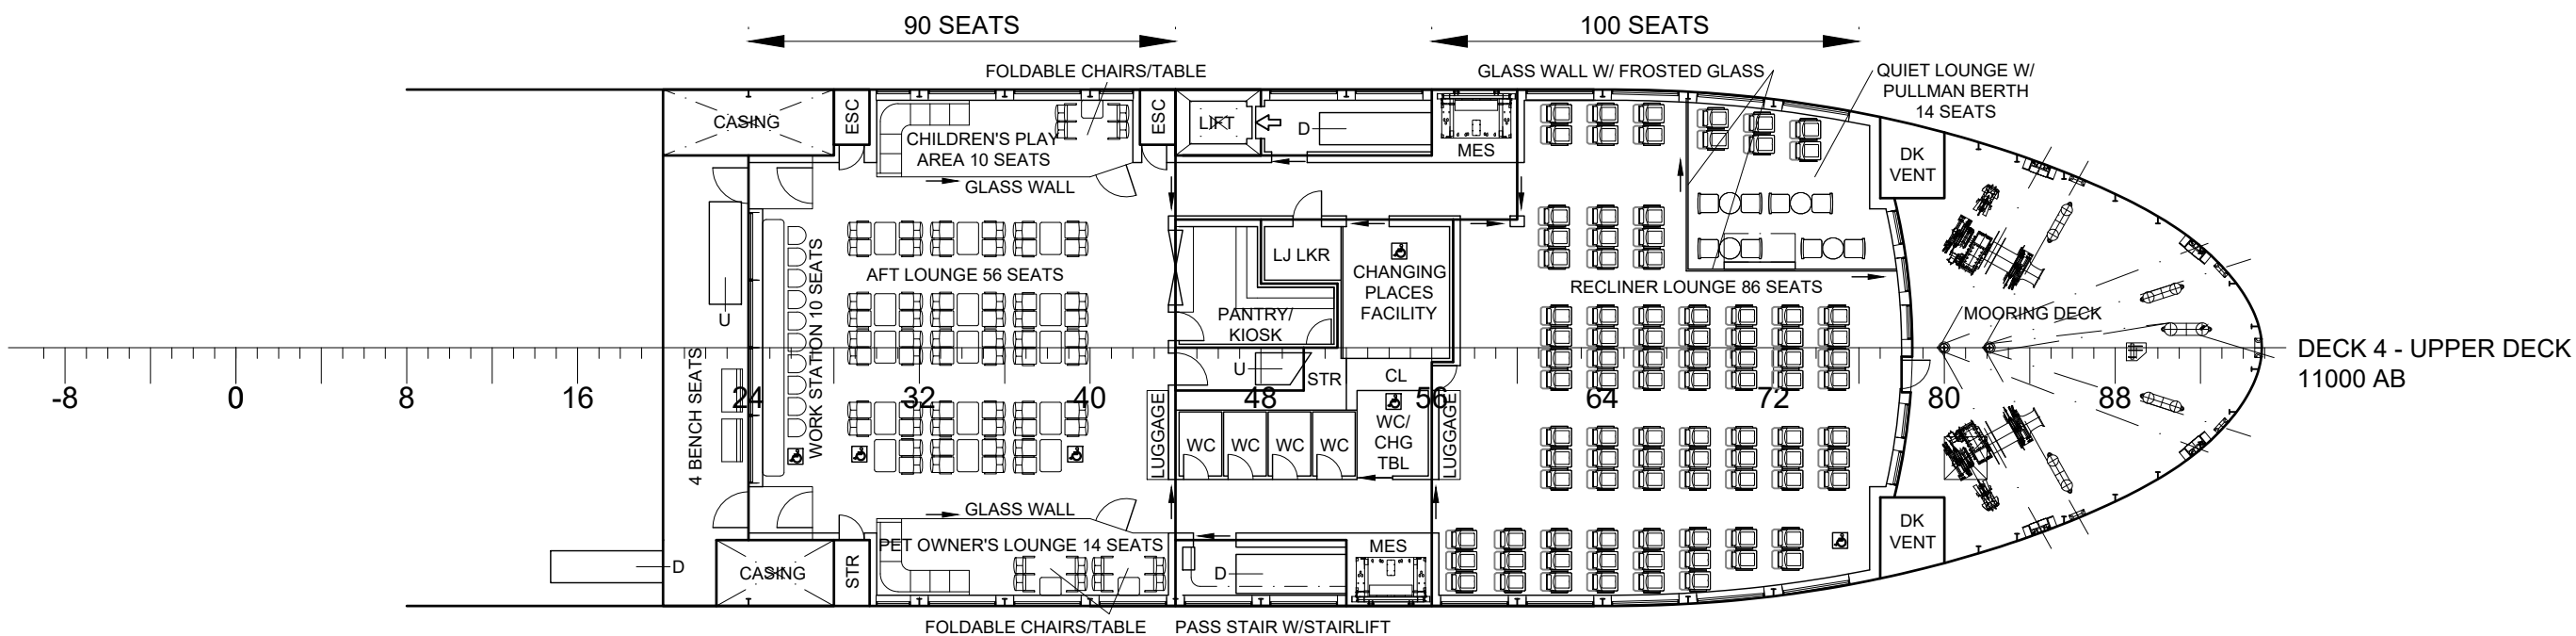 90 SEATS
100 SEATS
FOLDABLE CHAIRS/TABLE
GLASS WALL W/ FROSTED GLASS
QUIET LOUNGE W/
PULLMAN BERTH
14 SEATS
CASING
ESC
CHILDREN'S PLAY
AREA 10 SEATS
ESC
LIFT
D
MES
DK
VENT
GLASS WALL
WORK STATION 10 SEATS
AFT LOUNGE 56 SEATS
LJ LKR
CHANGING
PLACES
FACILITY
RECLINER LOUNGE 86 SEATS
U
PANTRY/
KIOSK
MOORING DECK
DECK 4 - UPPER DECK
11000 AB
4 BENCH SEATS
U
STR
CL
-8
0
8
16
24
32
40
48
56
64
72
80
88
LUGGAGE
WC
WC
WC
WC
WC/
CHG
TBL
LUGGAGE
GLASS WALL
DK
VENT
PET OWNER'S LOUNGE 14 SEATS
MES
D
CASING
STR
D
FOLDABLE CHAIRS/TABLE
PASS STAIR W/STAIRLIFT